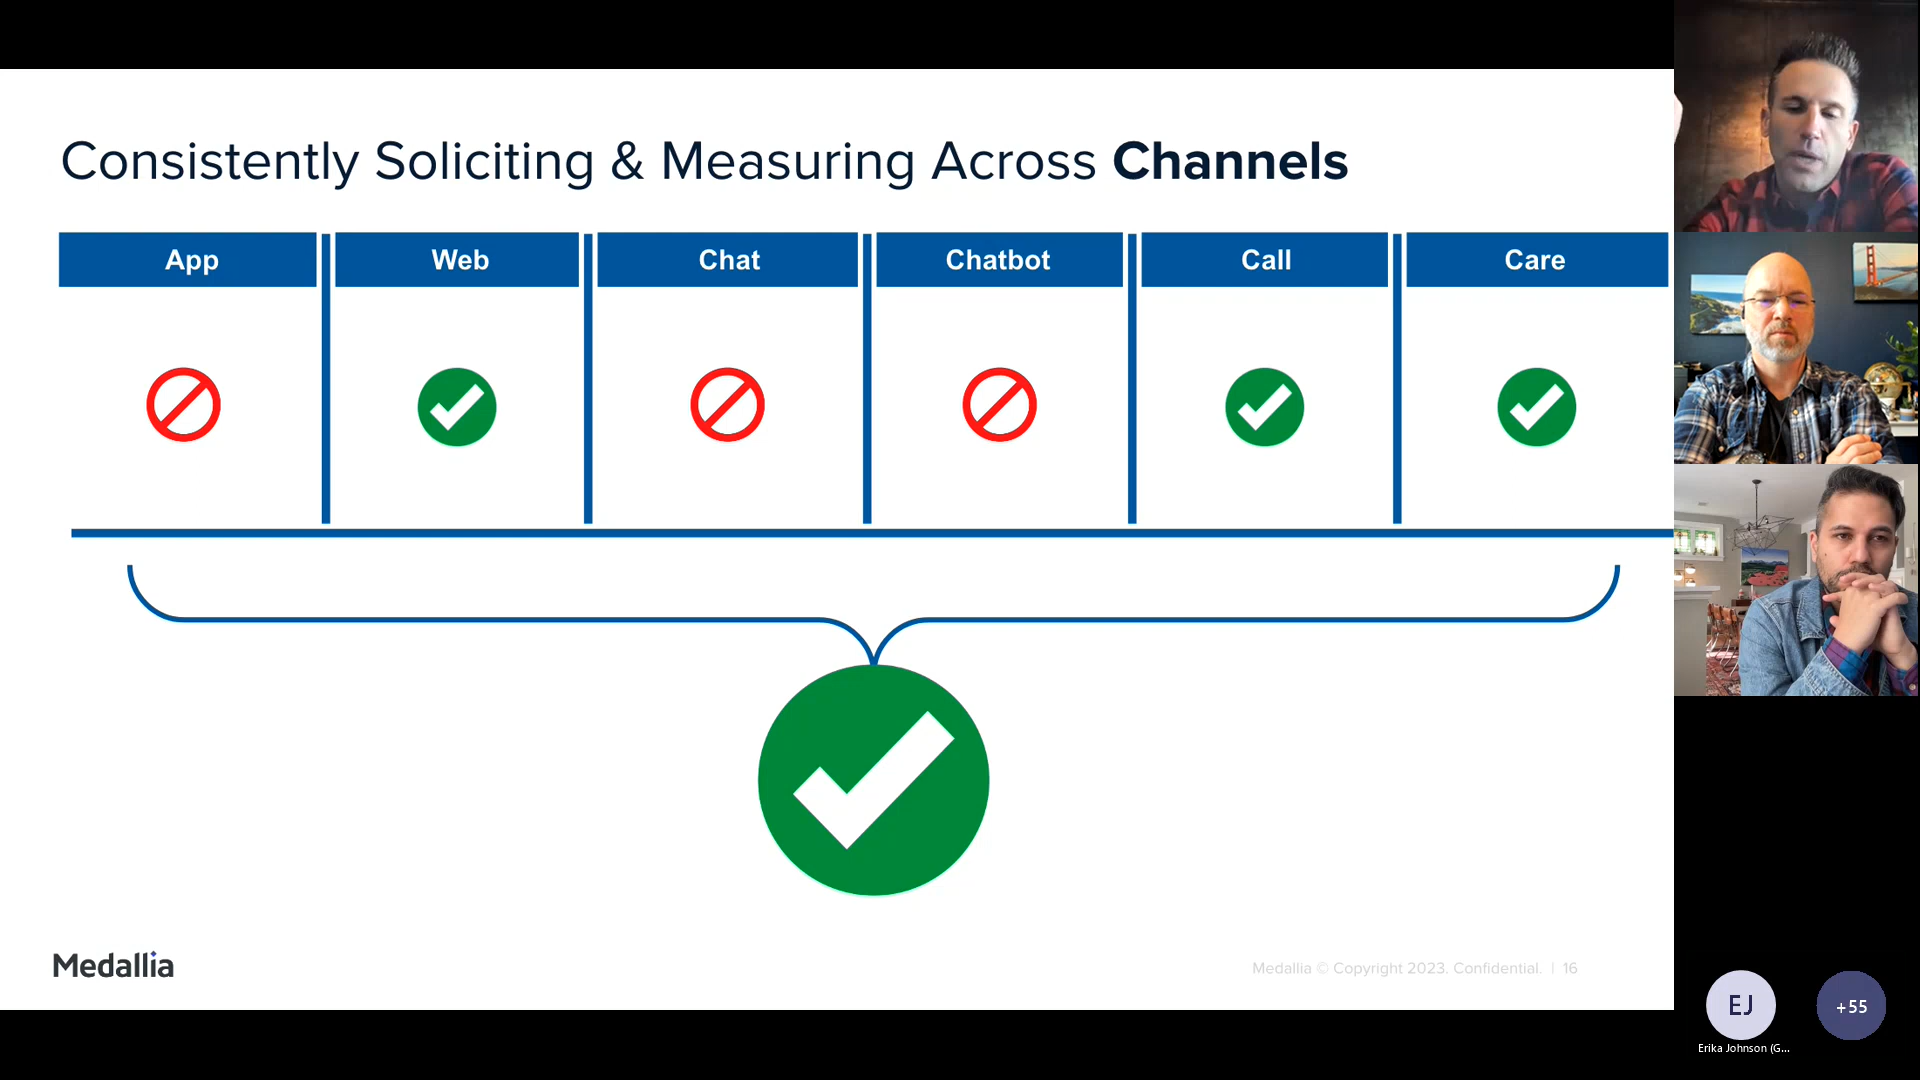 Consistently Soliciting & Measuring Across Channels
App Web Chat Chatbot Call Care
Medallia
Medallia © Copyright 2023. Confidential. | 16
EJ
+55
Erika Johnson (G...